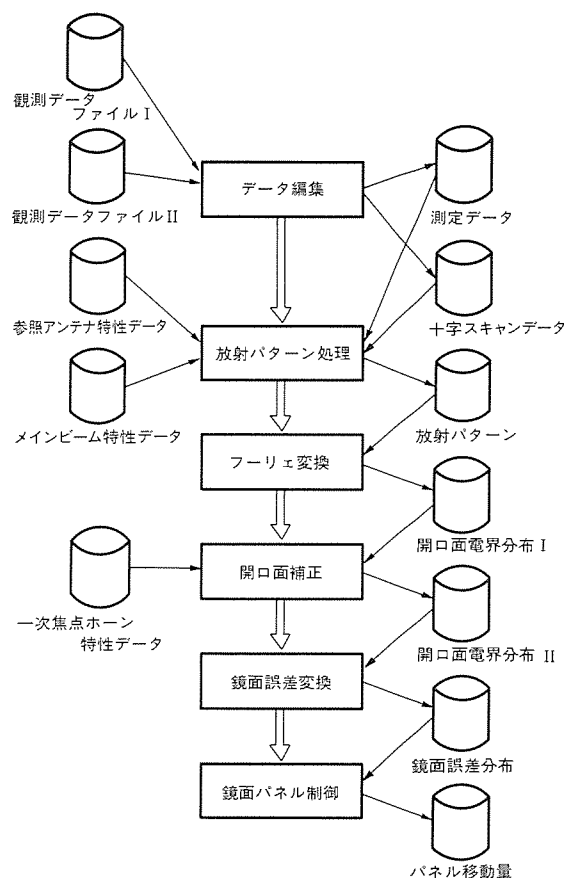 観測データ
ファイルI
観測データファイルII
データ編集
測定データ
十字スキャンデータ
参照アンテナ特性データ
放射パターン処理
メインビーム特性データ
放射パターン
フーリェ変換
開口面電界分布I
一次焦点ホーン
特性データ
開口面補正
開口面電界分布 II
鏡面誤差変換
鏡面誤差分布
鏡面パネル制御
パネル移動量